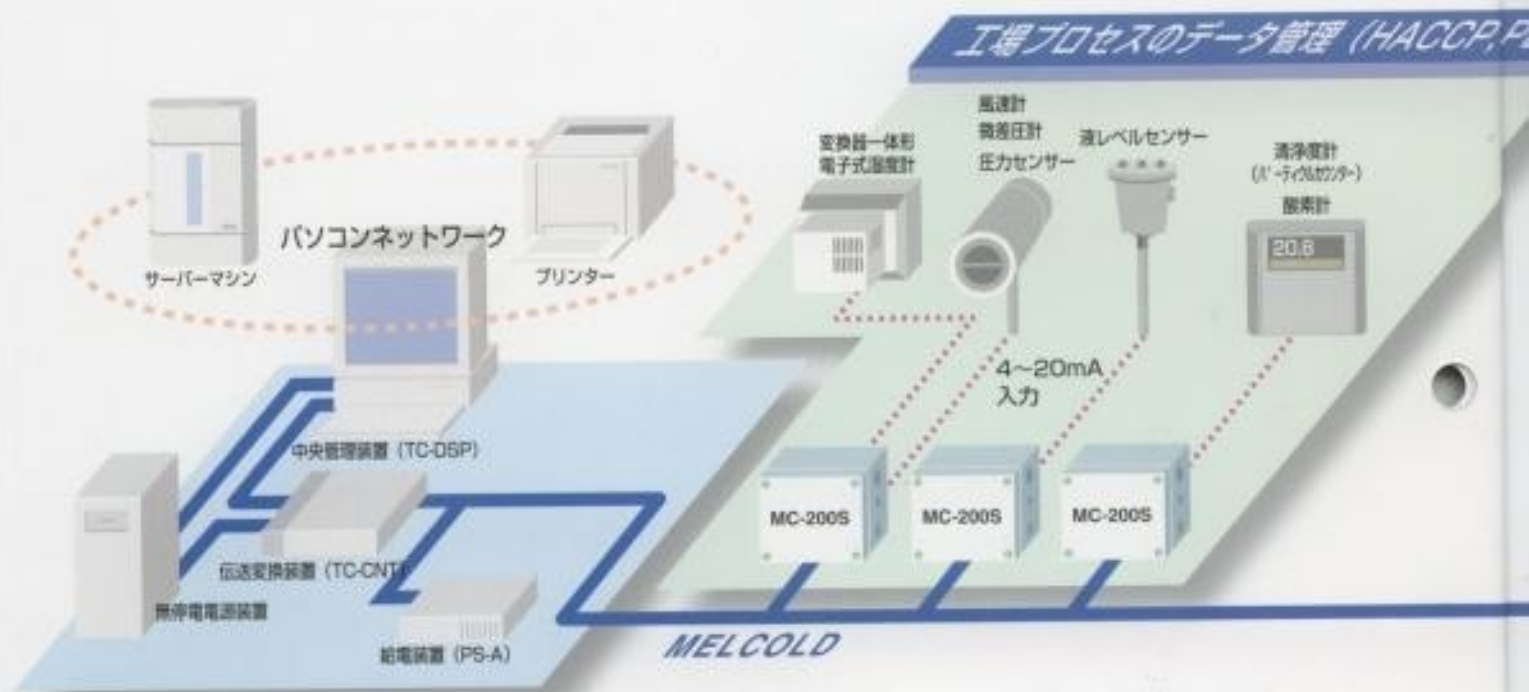 工場プロセスのデータ管理 (HACCP,P
風速計
微差圧計
圧力センサー
変換器一体形
電子式温度計
液レベルセンサー
清浄度計
(パーティクルカウンター)
酸素計
20.8
パソコンネットワーク
サーバーマシン
プリンター
4~20mA
入力
中央管理装置 (TC-DSP)
MC-200S
MC-200S
MC-200S
伝送変換装置 (TC-CNT)
無停電電源装置
給電装置 (PS-A)
MELCOLD